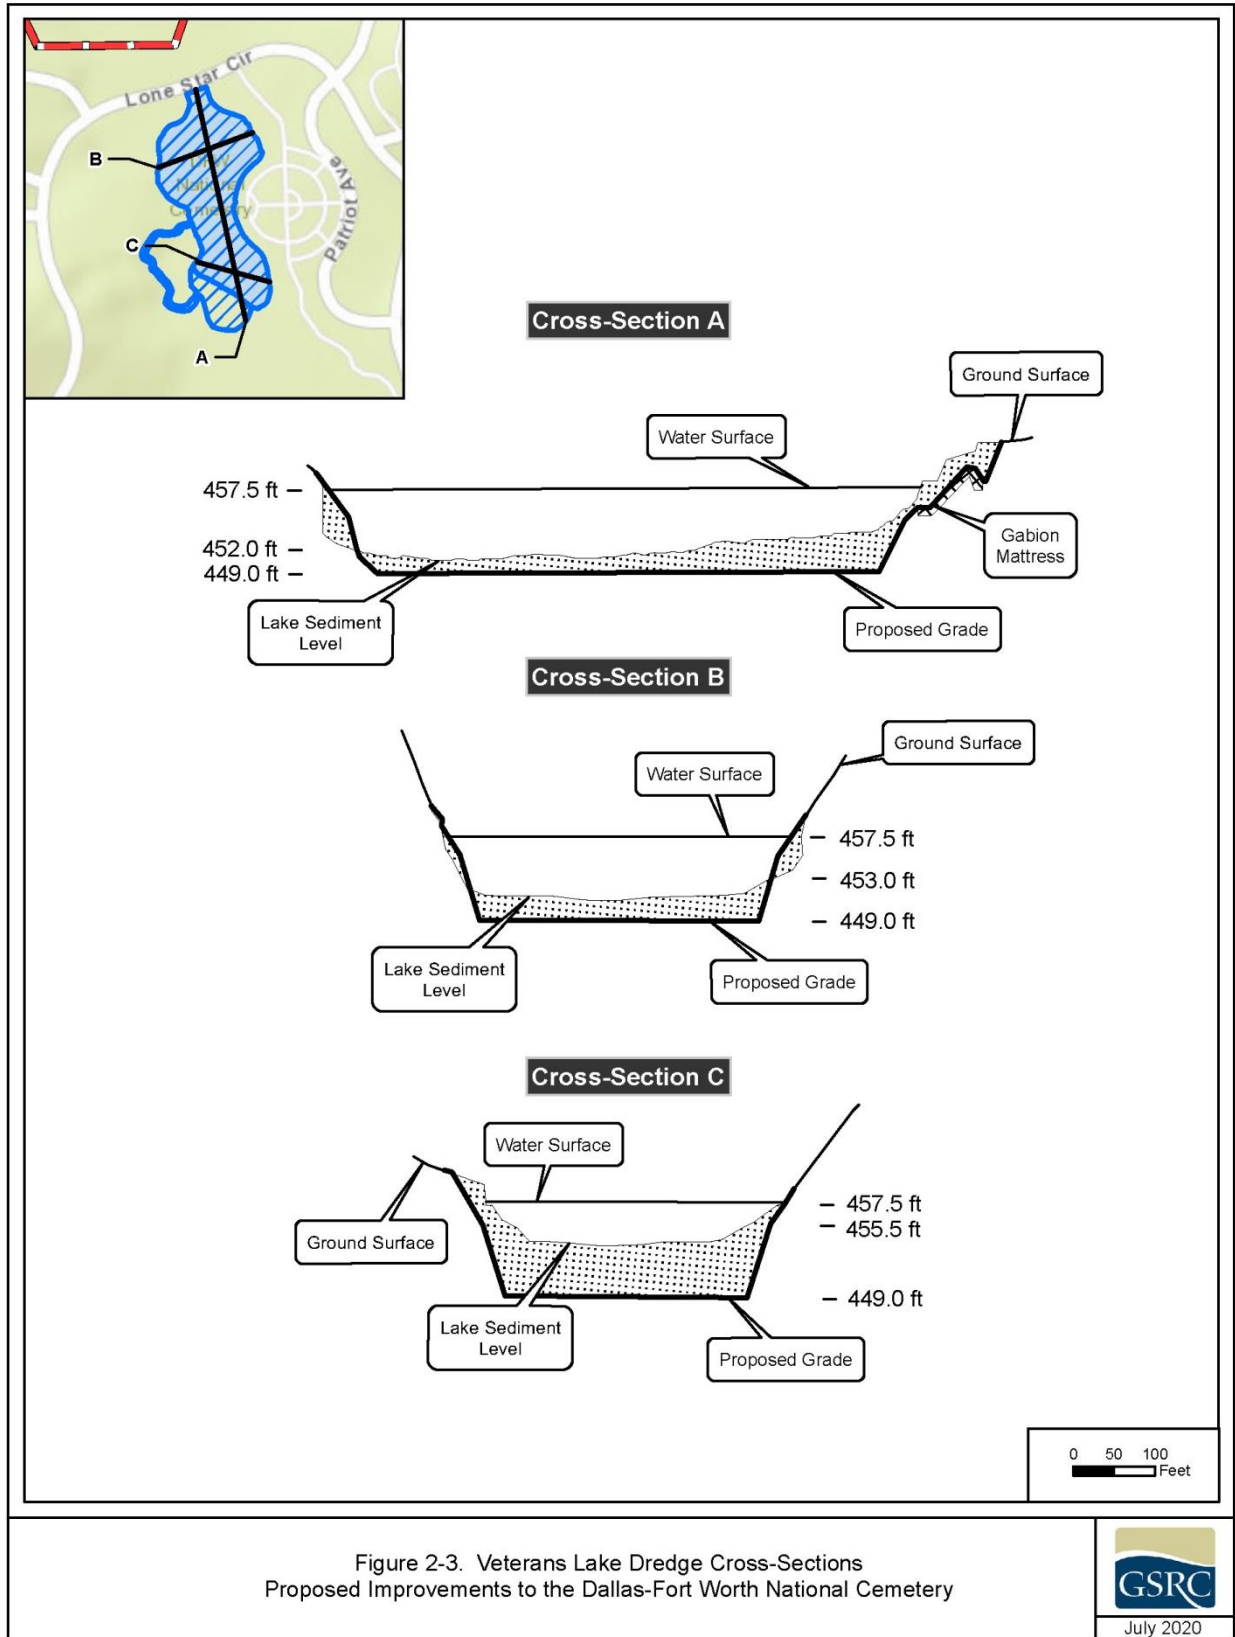 Lone Star Cir
B
National
Cemetery
Patriot Ave
C
A
Cross-Section A
Ground Surface
Water Surface
457.5 ft
452.0 ft
449.0 ft
Gabion
Mattress
Lake Sediment
Level
Proposed Grade
Cross-Section B
Ground Surface
Water Surface
457.5 ft
453.0 ft
449.0 ft
Lake Sediment
Level
Proposed Grade
Cross-Section C
Water Surface
457.5 ft
455.5 ft
Ground Surface
449.0 ft
Lake Sediment
Level
Proposed Grade
0 50 100
Feet
Figure 2-3. Veterans Lake Dredge Cross-Sections
Proposed Improvements to the Dallas-Fort Worth National Cemetery
GSRC
July 2020